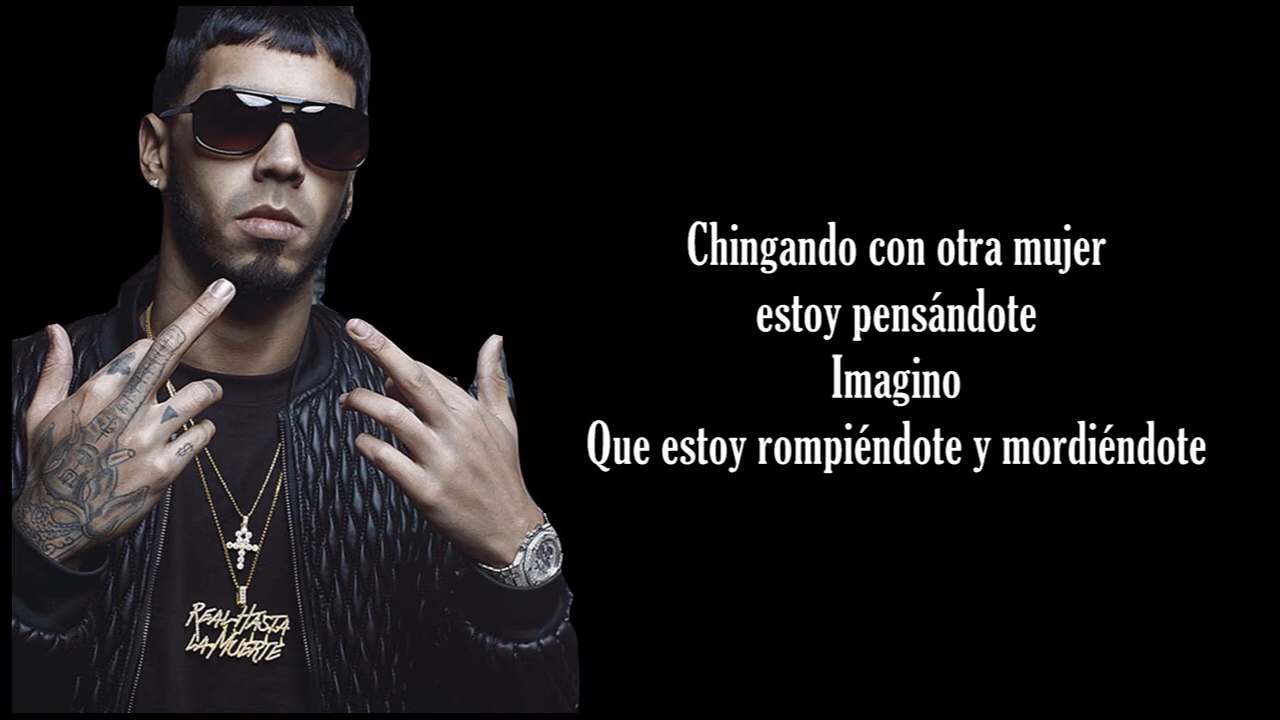 Chingando con otra mujer
estoy pensándote
Imagino
Que estoy rompiéndote y mordiéndote
REAL HASTA
LA MUERTE